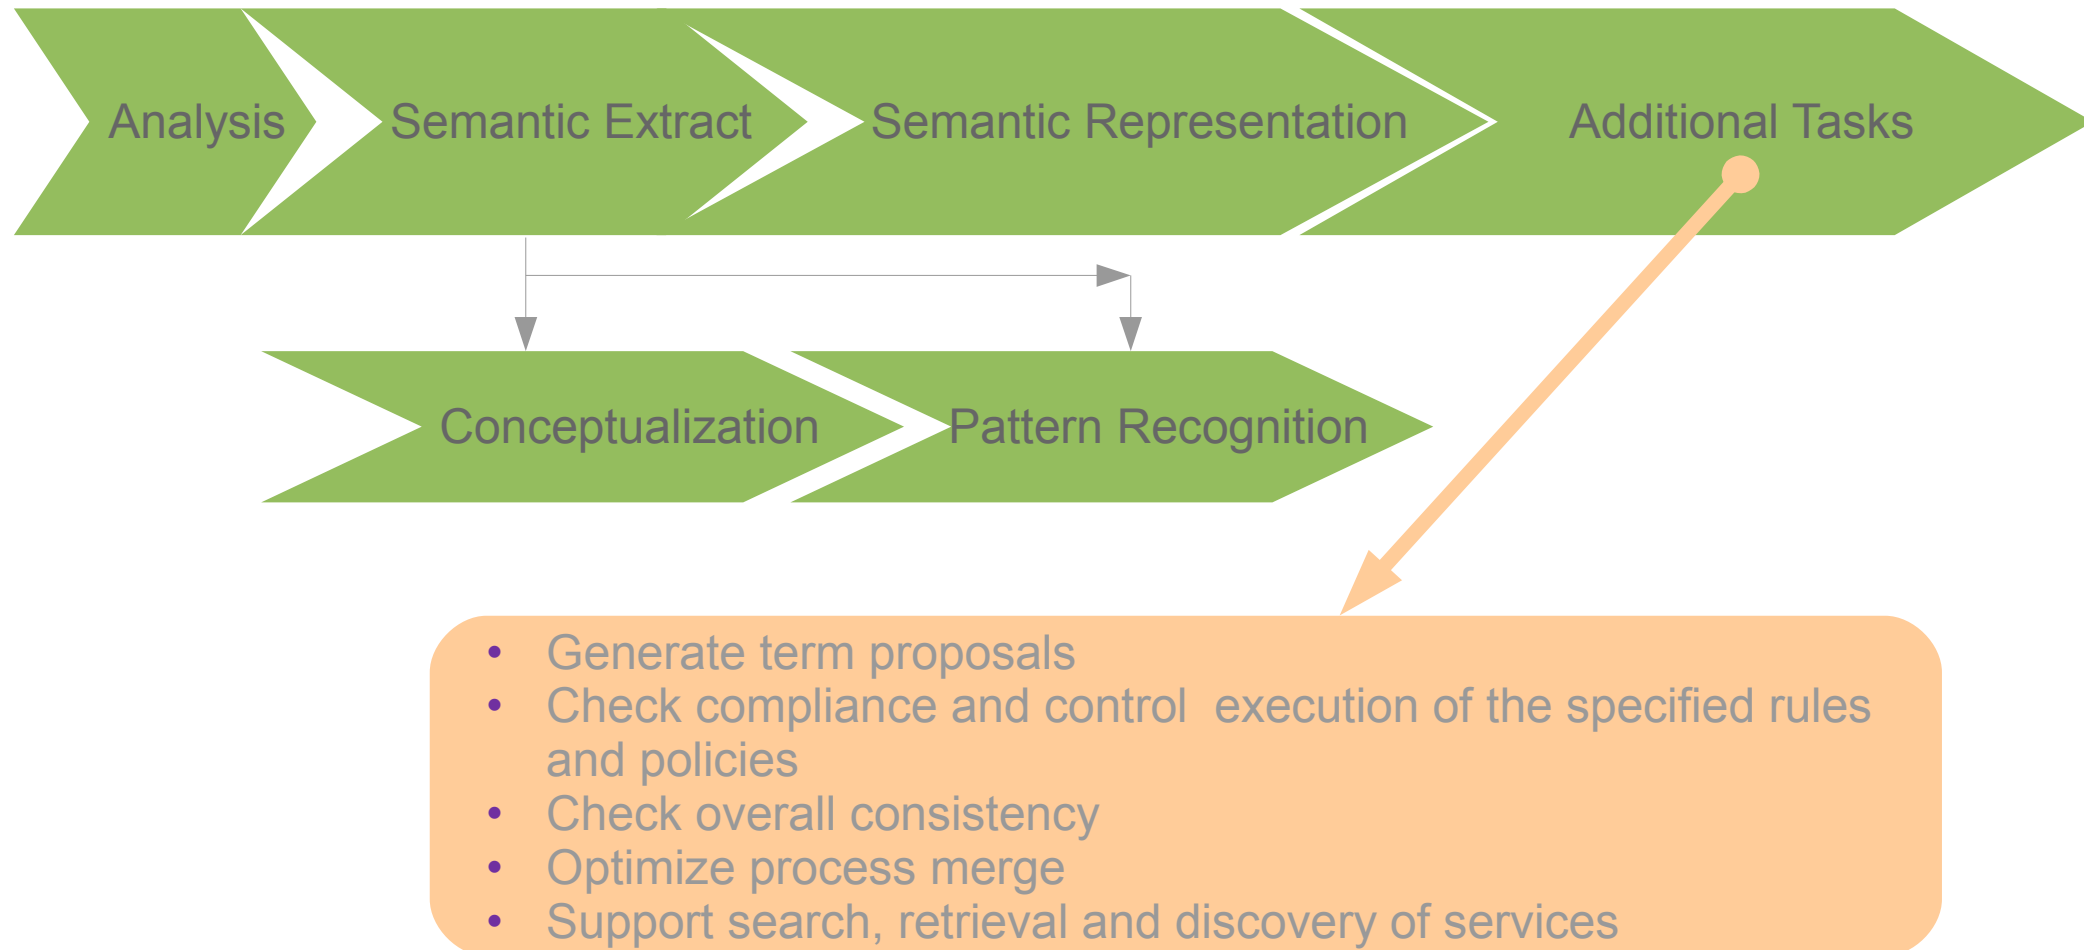 Analysis
Semantic Extract
Semantic Representation
Additional Tasks
Conceptualization
Pattern Recognition
• Generate term proposals
• Check compliance and control  execution of the specified rules
and policies
• Check overall consistency
• Optimize process merge
• Support search, retrieval and discovery of services